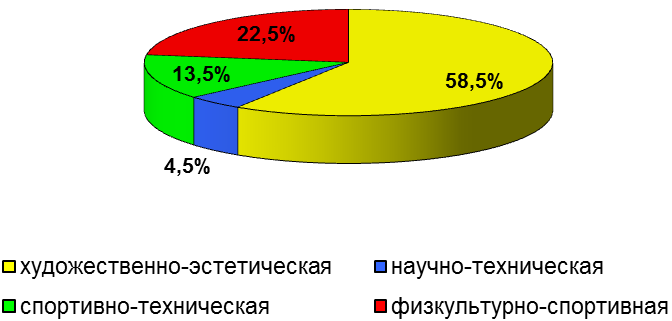 22,5%
13,5%
58,5%
4,5%
художественно-эстетическая
научно-техническая
спортивно-техническая
физкультурно-спортивная